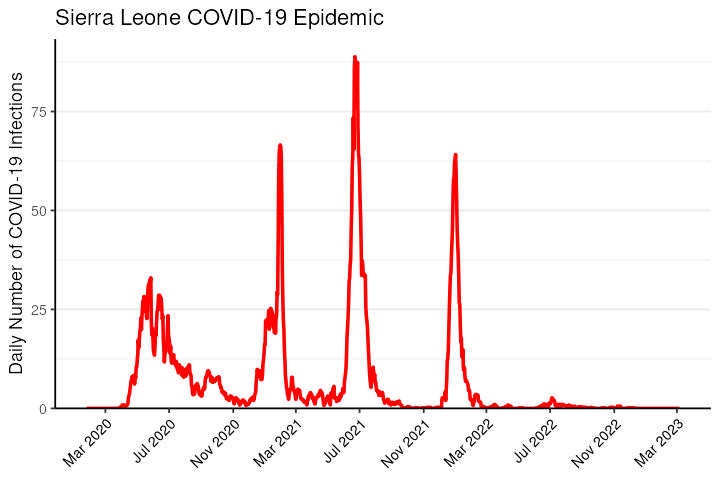 Sierra Leone COVID-19 Epidemic
Daily Number of COVID-19 Infections
75
50
25
0
Mar 2020
Jul 2020
Nov 2020
Mar 2021
Jul 2021
Nov 2021
Mar 2022
Jul 2022
Nov 2022
Mar 2023